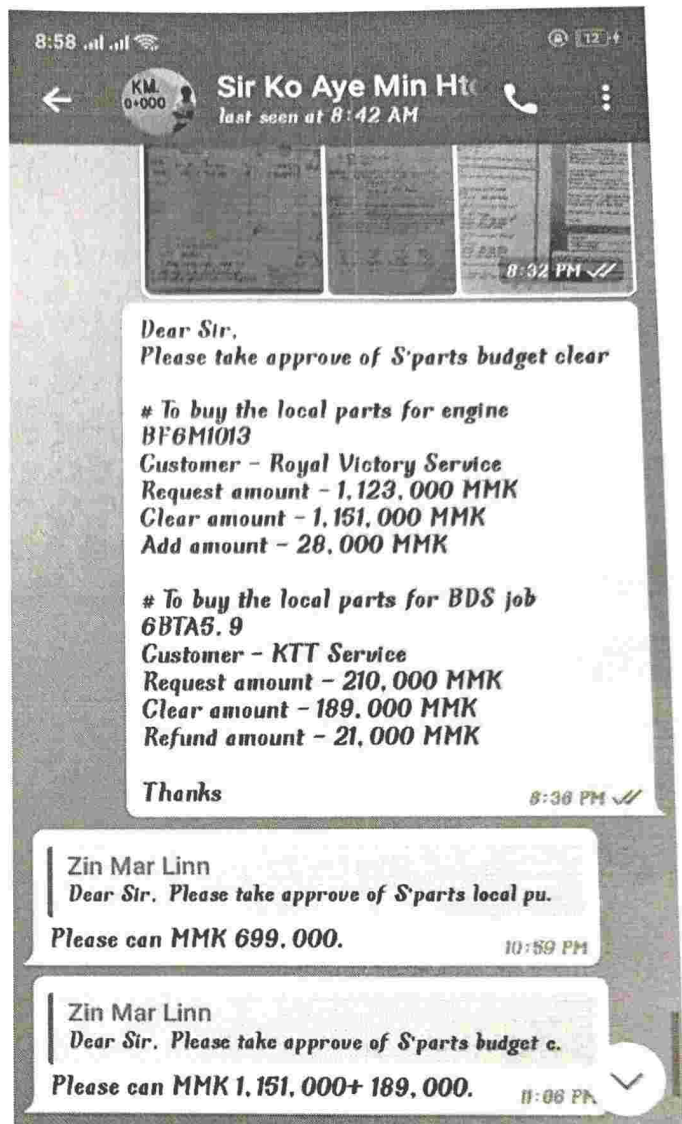 8:58
12
KM.
0+000
Sir Ko Aye Min Ht
last seen at 8:42 AM
8:32 PM
Dear Sir,
Please take approve of S'parts budget clear
# To buy the local parts for engine
BF6M1013
Customer - Royal Victory Service
Request amount - 1,123,000 MMK
Clear amount - 1,151,000 MMK
Add amount - 28,000 MMK
# To buy the local parts for BDS job
6BTA5.9
Customer - KTT Service
Request amount - 210,000 MMK
Clear amount - 189,000 MMK
Refund amount - 21,000 MMK
Thanks
8:36 PM
Zin Mar Linn
Dear Sir. Please take approve of S'parts local pu.
Please can MMK 699,000.
10:59 PM
Zin Mar Linn
Dear Sir. Please take approve of S'parts budget c.
Please can MMK 1,151,000+ 189,000.
11:06 PM